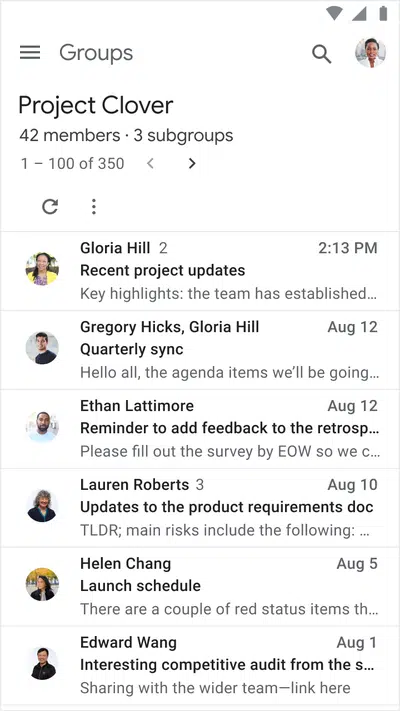 Groups
Project Clover
42 members · 3 subgroups
1 – 100 of 350
Gloria Hill 2 2:13 PM
Recent project updates
Key highlights: the team has established…
Gregory Hicks, Gloria Hill Aug 12
Quarterly sync
Hello all, the agenda items we’ll be going…
Ethan Lattimore Aug 12
Reminder to add feedback to the retrosp…
Please fill out the survey by EOW so we c…
Lauren Roberts 3 Aug 10
Updates to the product requirements doc
TLDR; main risks include the following: …
Helen Chang Aug 5
Launch schedule
There are a couple of red status items th…
Edward Wang Aug 1
Interesting competitive audit from the s…
Sharing with the wider team—link here